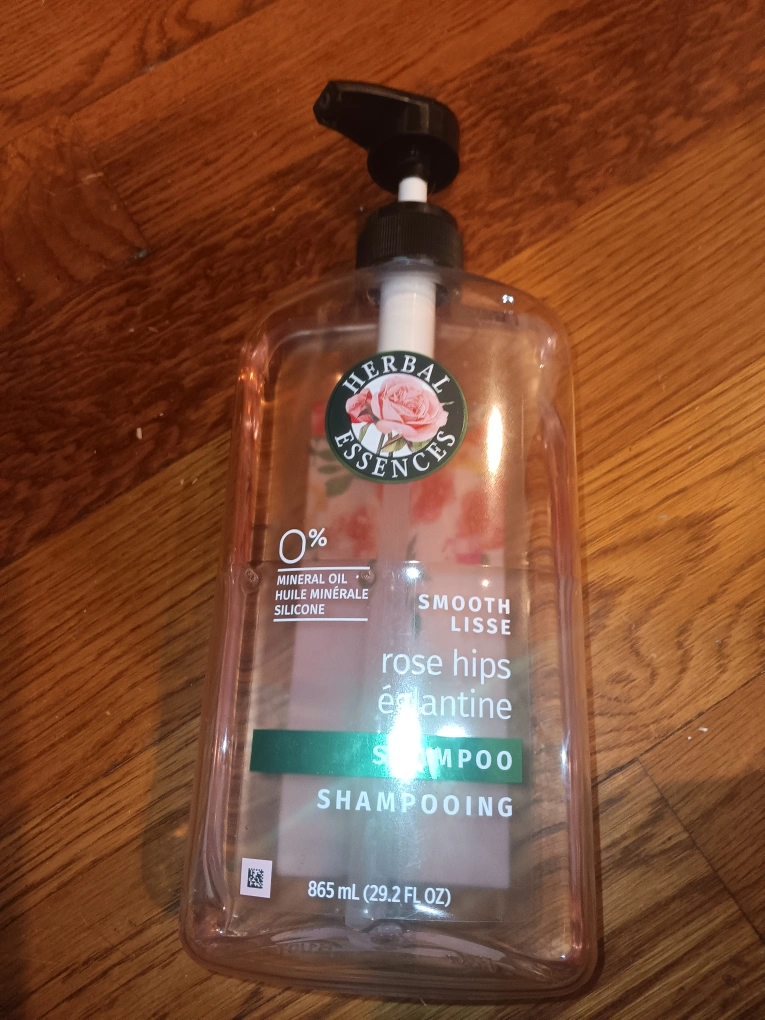 HERBAL
ESSENCES
0%
MINERAL OIL
HUILE MINÉRALE
SILICONE
SMOOTH
LISSE
rose hips
églantine
SHAMPOO
SHAMPOOING
865 mL (29.2 FL OZ)